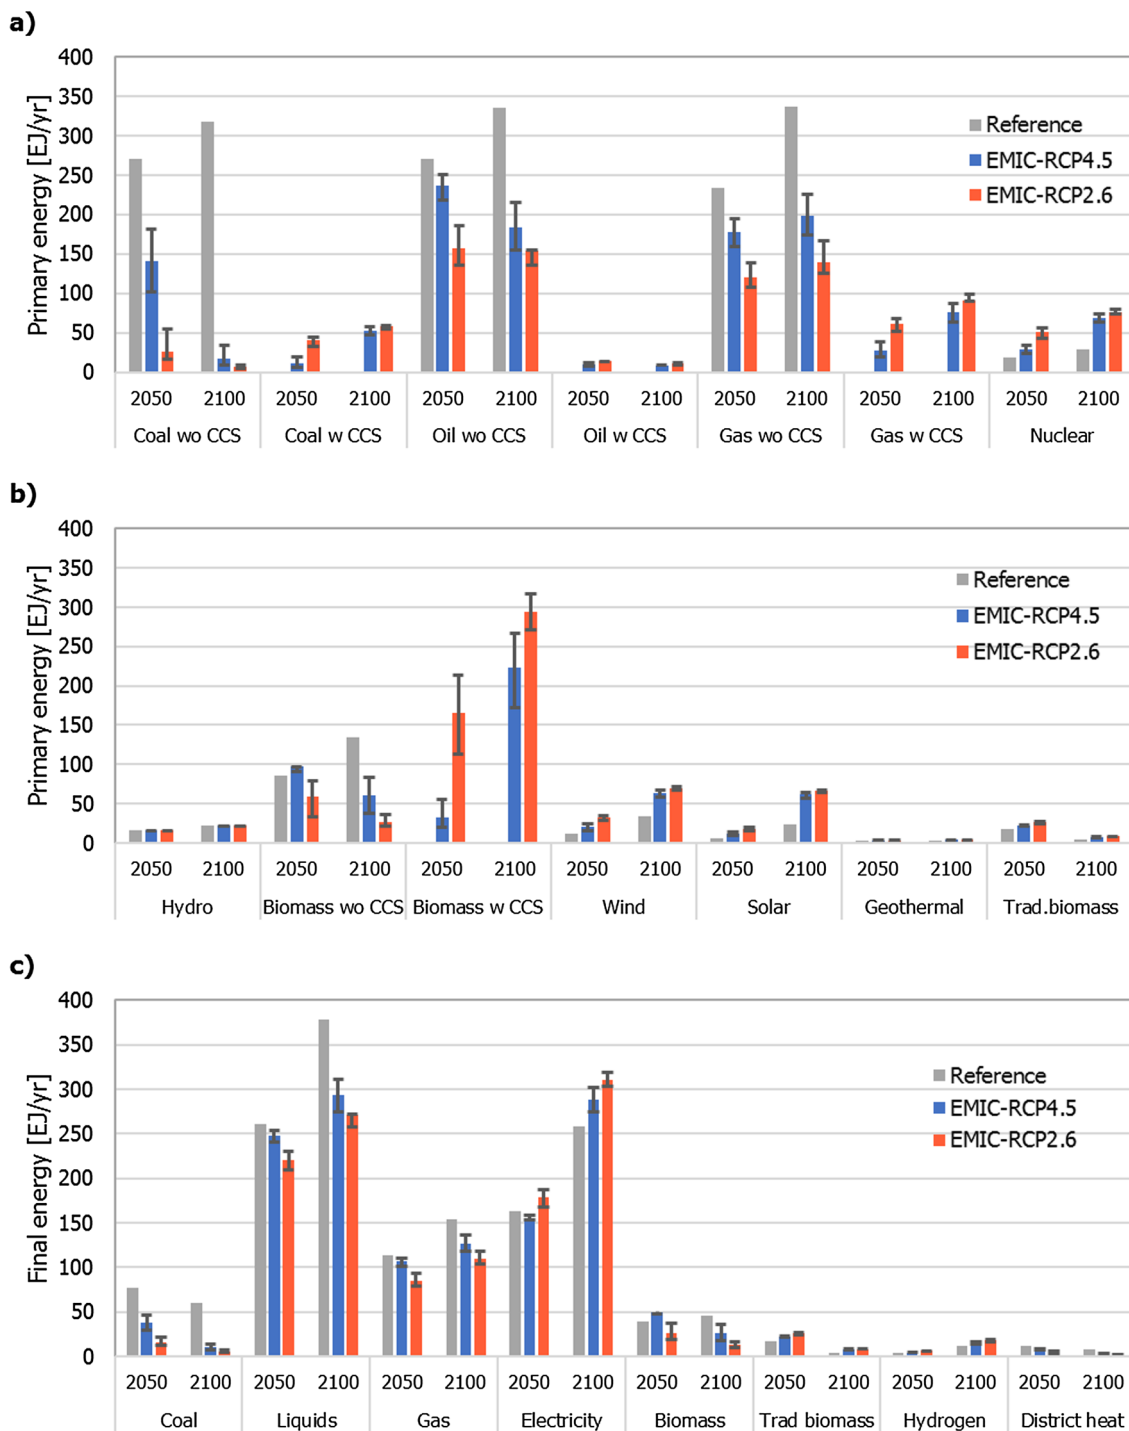 a)
Primary energy [EJ/yr]
400
350
300
250
200
150
100
50
0
Reference
EMIC-RCP4.5
EMIC-RCP2.6
2050 2100 2050 2100 2050 2100 2050 2100 2050 2100 2050 2100 2050 2100
Coal wo CCS Coal w CCS Oil wo CCS Oil w CCS Gas wo CCS Gas w CCS Nuclear
b)
Primary energy [EJ/yr]
400
350
300
250
200
150
100
50
0
Reference
EMIC-RCP4.5
EMIC-RCP2.6
2050 2100 2050 2100 2050 2100 2050 2100 2050 2100 2050 2100 2050 2100
Hydro Biomass wo CCS Biomass w CCS Wind Solar Geothermal Trad.biomass
c)
Final energy [EJ/yr]
400
350
300
250
200
150
100
50
0
Reference
EMIC-RCP4.5
EMIC-RCP2.6
2050 2100 2050 2100 2050 2100 2050 2100 2050 2100 2050 2100 2050 2100 2050 2100
Coal Liquids Gas Electricity Biomass Trad biomass Hydrogen District heat